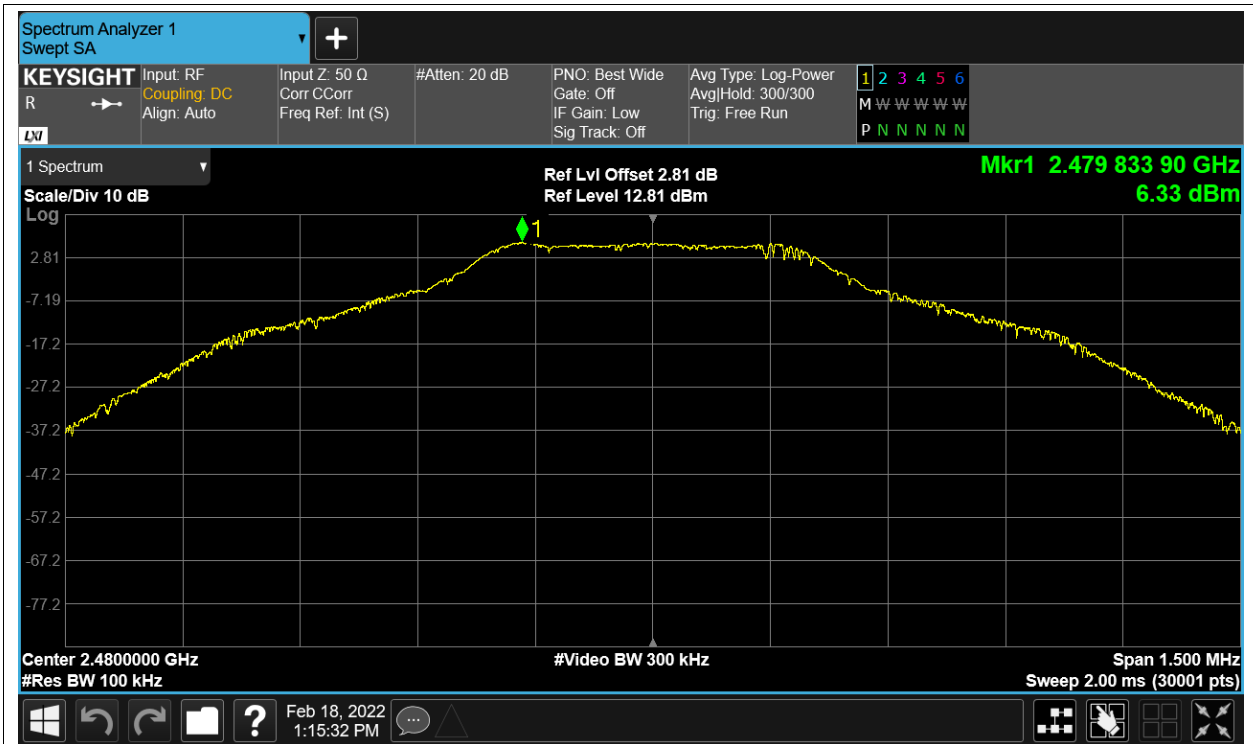 Spectrum Analyzer 1
Swept SA
KEYSIGHT
R
LXI
Input: RF
Coupling: DC
Align: Auto
Input Z: 50 Ω
Corr CCorr
Freq Ref: Int (S)
#Atten: 20 dB
PNO: Best Wide
Gate: Off
IF Gain: Low
Sig Track: Off
Avg Type: Log-Power
Avg|Hold: 300/300
Trig: Free Run
1 2 3 4 5 6
M W W W W W W
P N N N N N
1 Spectrum
Scale/Div 10 dB
Log
Ref Lvl Offset 2.81 dB
Ref Level 12.81 dBm
Mkr1 2.479 833 90 GHz
6.33 dBm
1
2.81
-7.19
-17.2
-27.2
-37.2
-47.2
-57.2
-67.2
-77.2
Center 2.4800000 GHz
#Video BW 300 kHz
Span 1.500 MHz
#Res BW 100 kHz
Sweep 2.00 ms (30001 pts)
?
Feb 18, 2022
1:15:32 PM